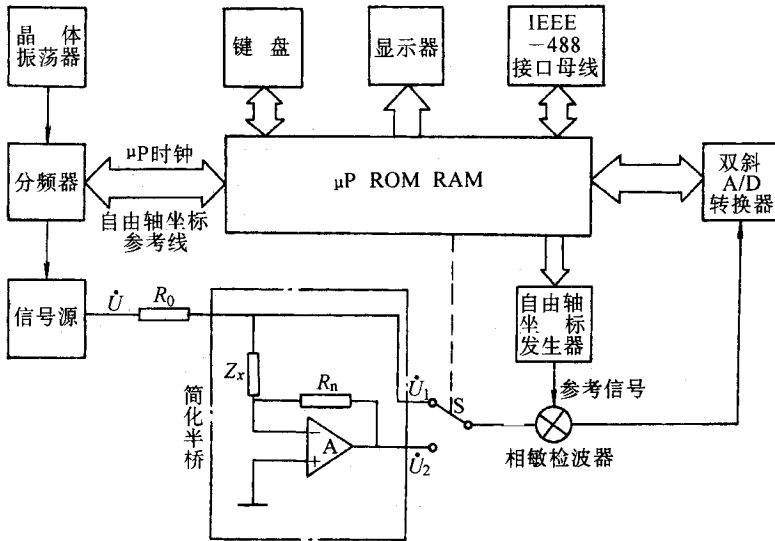 晶体
振荡器
键盘
显示器
IEEE
-488
接口母线
分频器
μP时钟
自由轴坐标
参考线
μP ROM RAM
双斜
A/D
转换器
信号源
U̇
R₀
自由轴
坐标
发生器
Zₓ
Rₙ
简化半桥
A
−
+
U̇₁
S
U̇₂
参考信号
相敏检波器